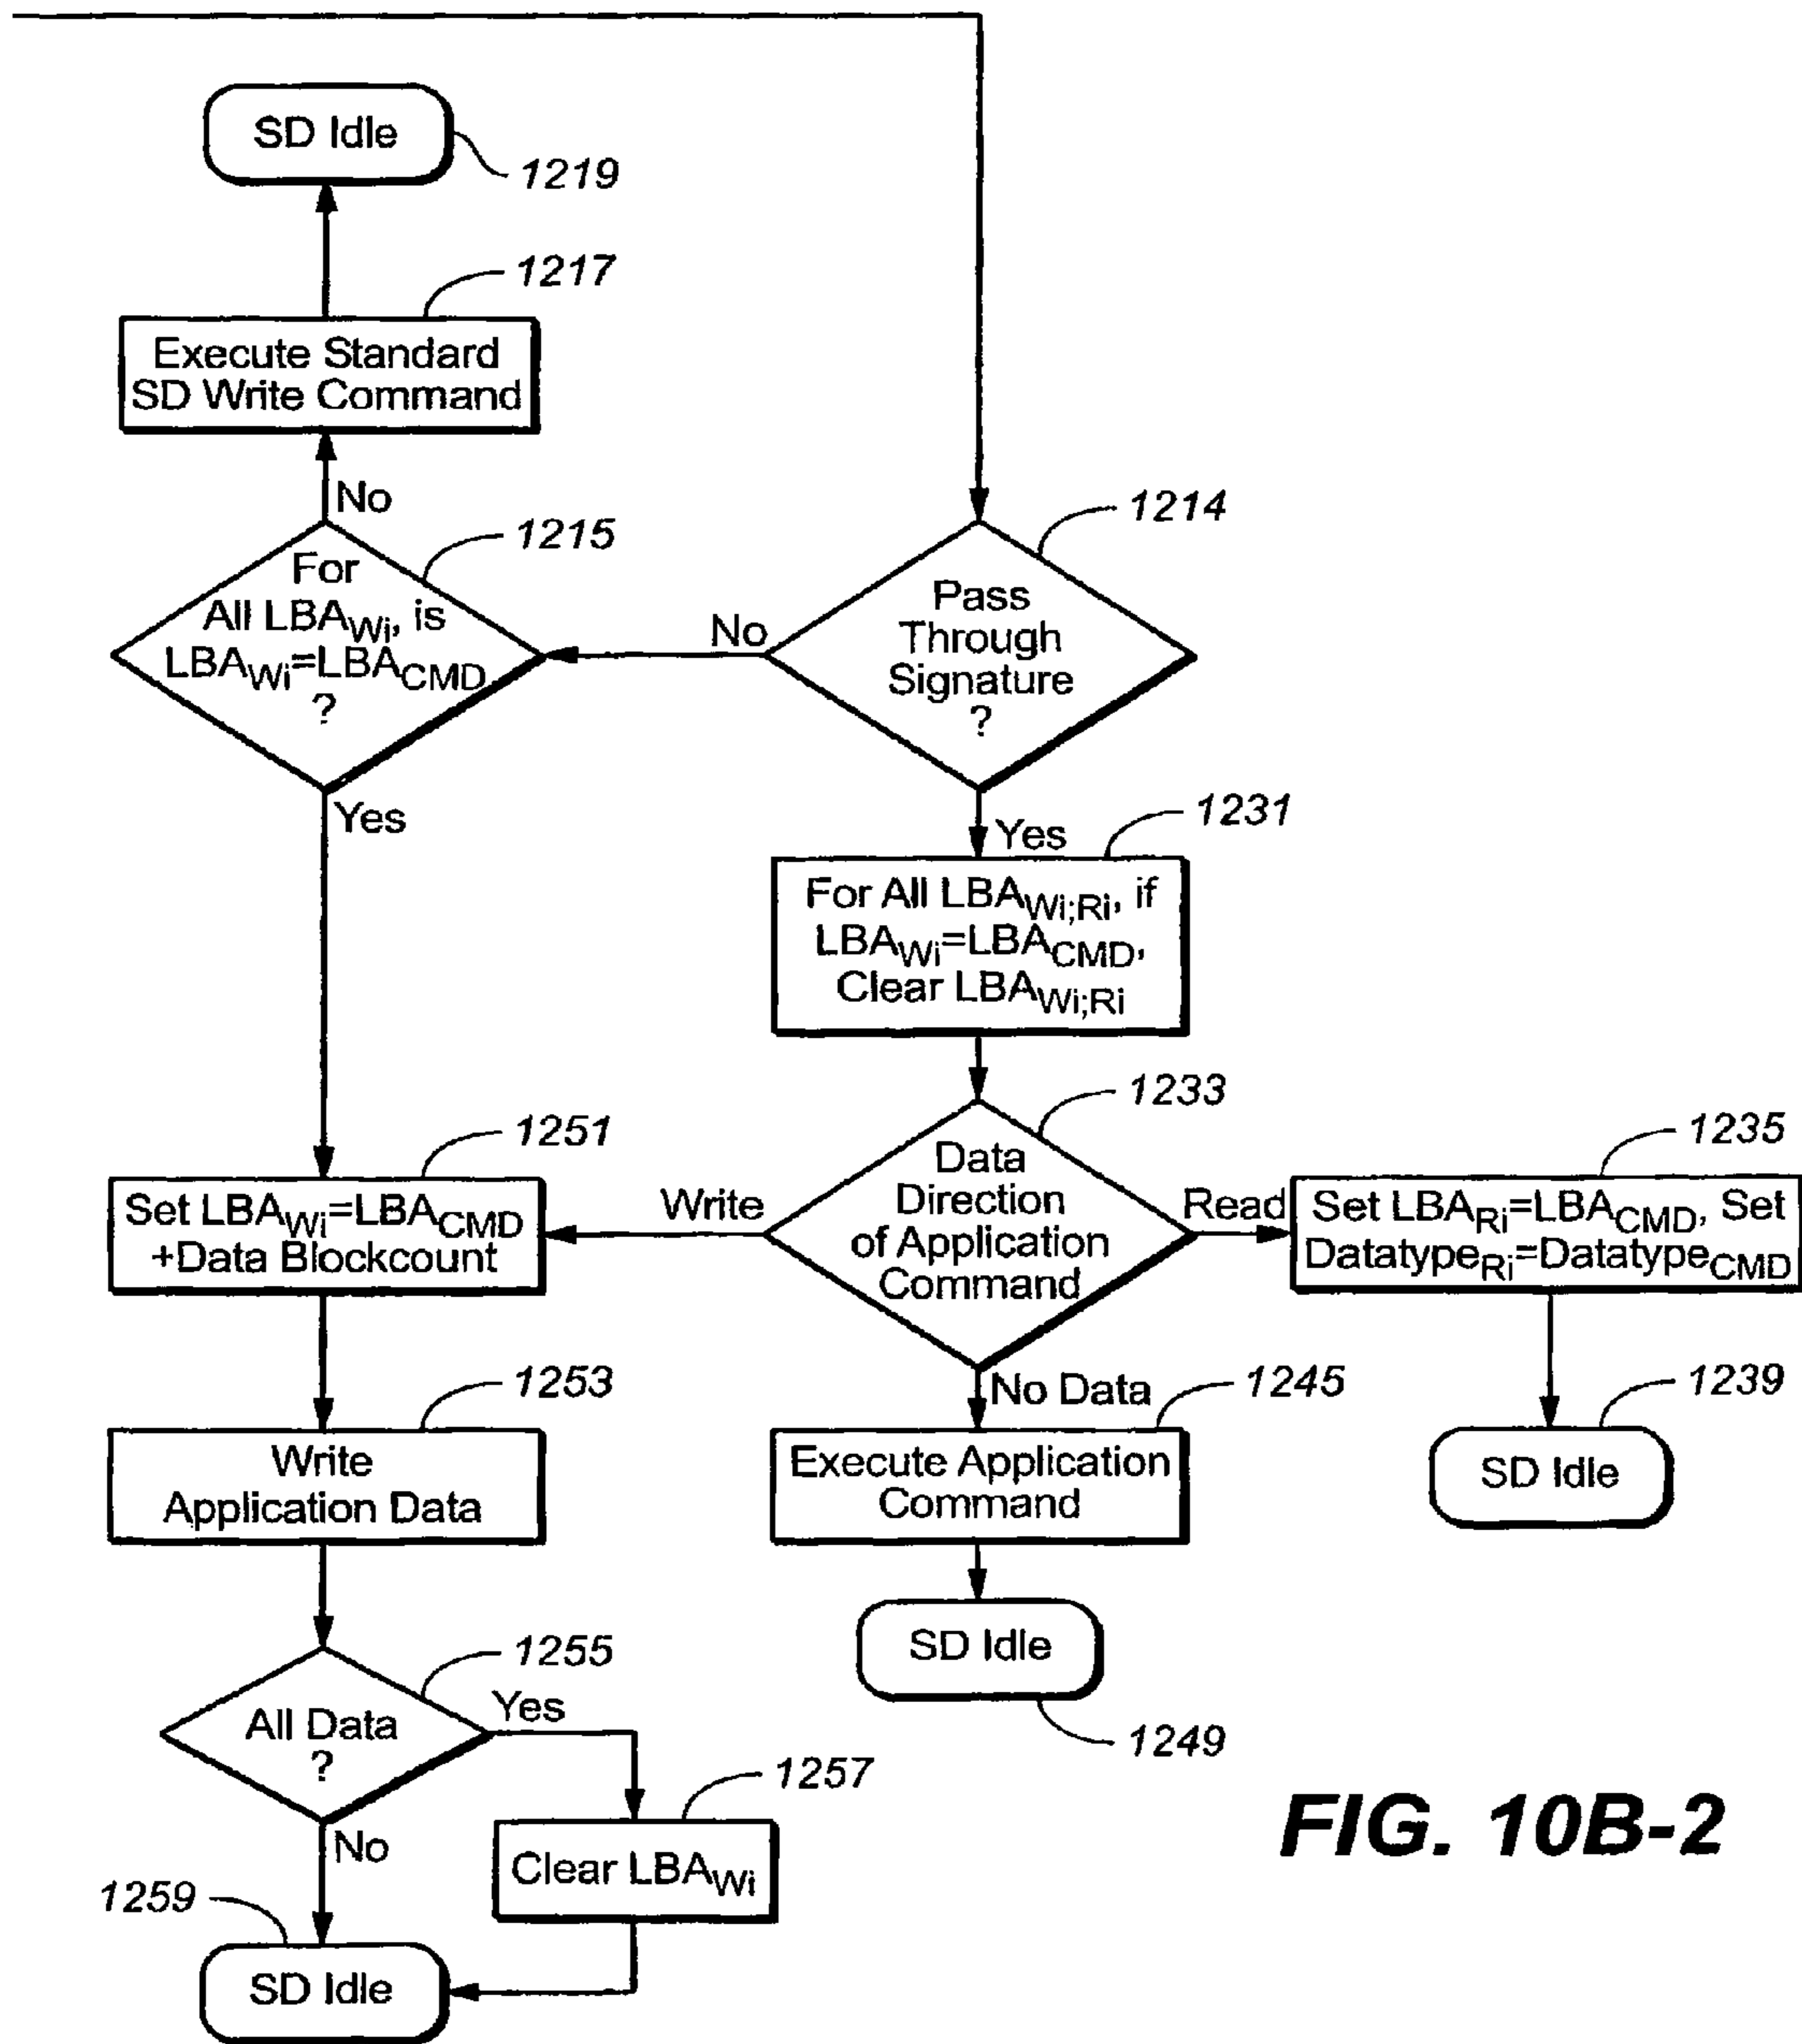 SD Idle
1219
1217
Execute Standard
SD Write Command
No
1215
For
All LBAWi, is
LBAWi=LBACMD
?
Yes
1214
Pass
Through
Signature
?
No
Yes
1231
For All LBAWi;Ri, if
LBAWi=LBACMD,
Clear LBAWi;Ri
1233
Data
Direction
of Application
Command
Write
Read
No Data
1235
Set LBARi=LBACMD, Set
DatatypeRi=DatatypeCMD
1239
SD Idle
1245
Execute Application
Command
SD Idle
1249
1251
Set LBAWi=LBACMD
+Data Blockcount
1253
Write
Application Data
1255
All Data
?
Yes
No
1257
Clear LBAWi
1259
SD Idle
FIG. 10B-2